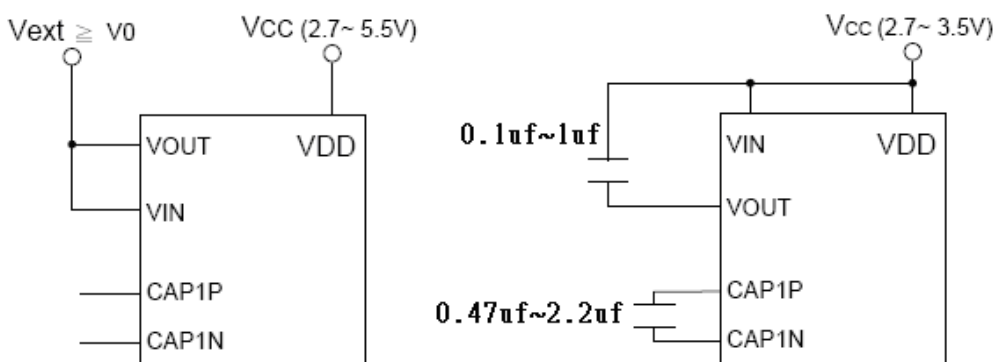 Vext ≧ V0
VCC (2.7~ 5.5V)
VOUT
VDD
VIN
CAP1P
CAP1N
Vcc (2.7~ 3.5V)
0.1uf~1uf
VIN
VDD
VOUT
0.47uf~2.2uf
CAP1P
CAP1N